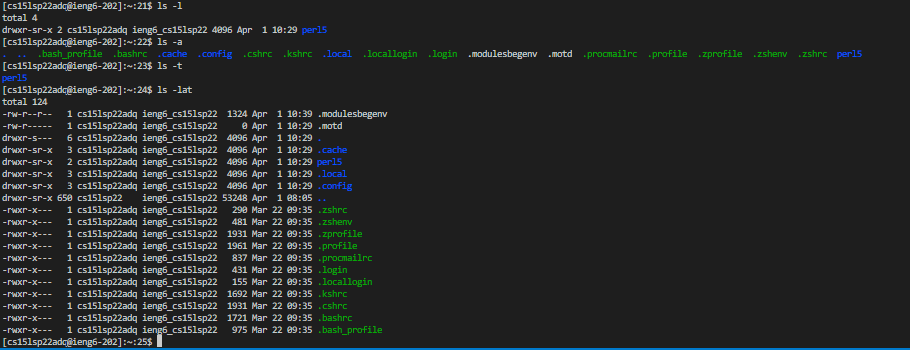 [cs15lsp22adc@ieng6-202]:~:21$ ls -l
total 4
drwxr-sr-x 2 cs15lsp22adq ieng6_cs15lsp22 4096 Apr  1 10:29 perl5
[cs15lsp22adc@ieng6-202]:~:22$ ls -a
.  ..  .bash_profile  .bashrc  .cache  .config  .cshrc  .kshrc  .local  .locallogin  .login  .modulesbegenv  .motd  .procmailrc  .profile  .zprofile  .zshenv  .zshrc  perl5
[cs15lsp22adc@ieng6-202]:~:23$ ls -t
perl5
[cs15lsp22adc@ieng6-202]:~:24$ ls -lat
total 124
-rw-r--r--   1 cs15lsp22adq ieng6_cs15lsp22  1324 Apr  1 10:39 .modulesbegenv
-rw-r-----   1 cs15lsp22adq ieng6_cs15lsp22     0 Apr  1 10:29 .motd
drwxr-s---   6 cs15lsp22adq ieng6_cs15lsp22  4096 Apr  1 10:29 .
drwxr-sr-x   3 cs15lsp22adq ieng6_cs15lsp22  4096 Apr  1 10:29 .cache
drwxr-sr-x   2 cs15lsp22adq ieng6_cs15lsp22  4096 Apr  1 10:29 perl5
drwxr-sr-x   3 cs15lsp22adq ieng6_cs15lsp22  4096 Apr  1 10:29 .local
drwxr-sr-x   3 cs15lsp22adq ieng6_cs15lsp22  4096 Apr  1 10:29 .config
drwxr-sr-x 650 cs15lsp22    ieng6_cs15lsp22 53248 Apr  1 08:05 ..
-rwxr-x---   1 cs15lsp22adq ieng6_cs15lsp22   290 Mar 22 09:35 .zshrc
-rwxr-x---   1 cs15lsp22adq ieng6_cs15lsp22   481 Mar 22 09:35 .zshenv
-rwxr-x---   1 cs15lsp22adq ieng6_cs15lsp22  1931 Mar 22 09:35 .zprofile
-rwxr-x---   1 cs15lsp22adq ieng6_cs15lsp22  1961 Mar 22 09:35 .profile
-rwxr-x---   1 cs15lsp22adq ieng6_cs15lsp22   837 Mar 22 09:35 .procmailrc
-rwxr-x---   1 cs15lsp22adq ieng6_cs15lsp22   431 Mar 22 09:35 .login
-rwxr-x---   1 cs15lsp22adq ieng6_cs15lsp22   155 Mar 22 09:35 .locallogin
-rwxr-x---   1 cs15lsp22adq ieng6_cs15lsp22  1692 Mar 22 09:35 .kshrc
-rwxr-x---   1 cs15lsp22adq ieng6_cs15lsp22  1931 Mar 22 09:35 .cshrc
-rwxr-x---   1 cs15lsp22adq ieng6_cs15lsp22  1721 Mar 22 09:35 .bashrc
-rwxr-x---   1 cs15lsp22adq ieng6_cs15lsp22   975 Mar 22 09:35 .bash_profile
[cs15lsp22adc@ieng6-202]:~:25$